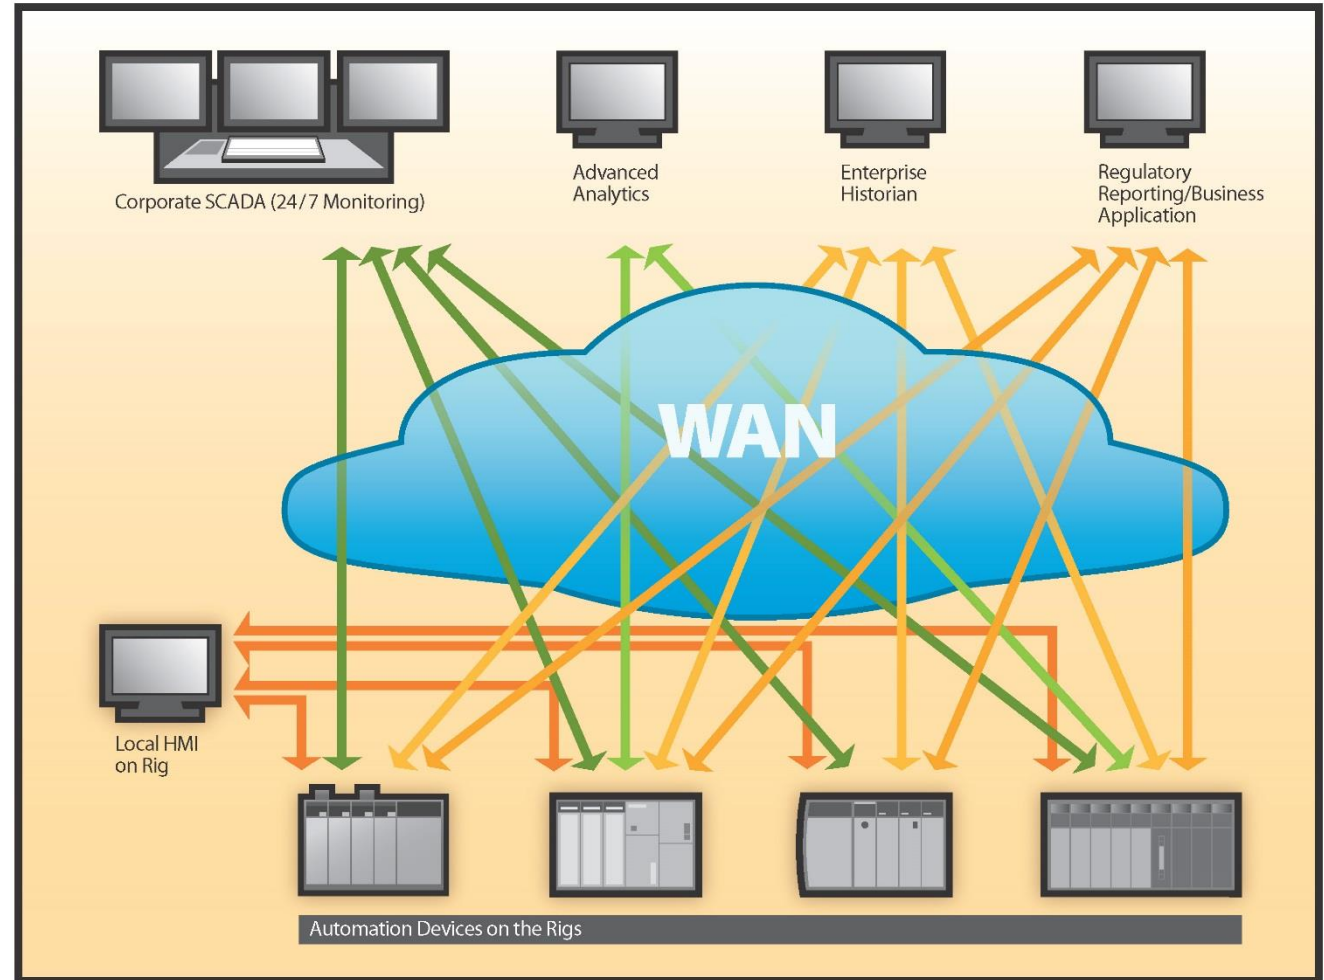 Corporate SCADA (24/7 Monitoring)
Advanced
Analytics
Enterprise
Historian
Regulatory
Reporting/Business
Application
WAN
Local HMI
on Rig
Automation Devices on the Rigs